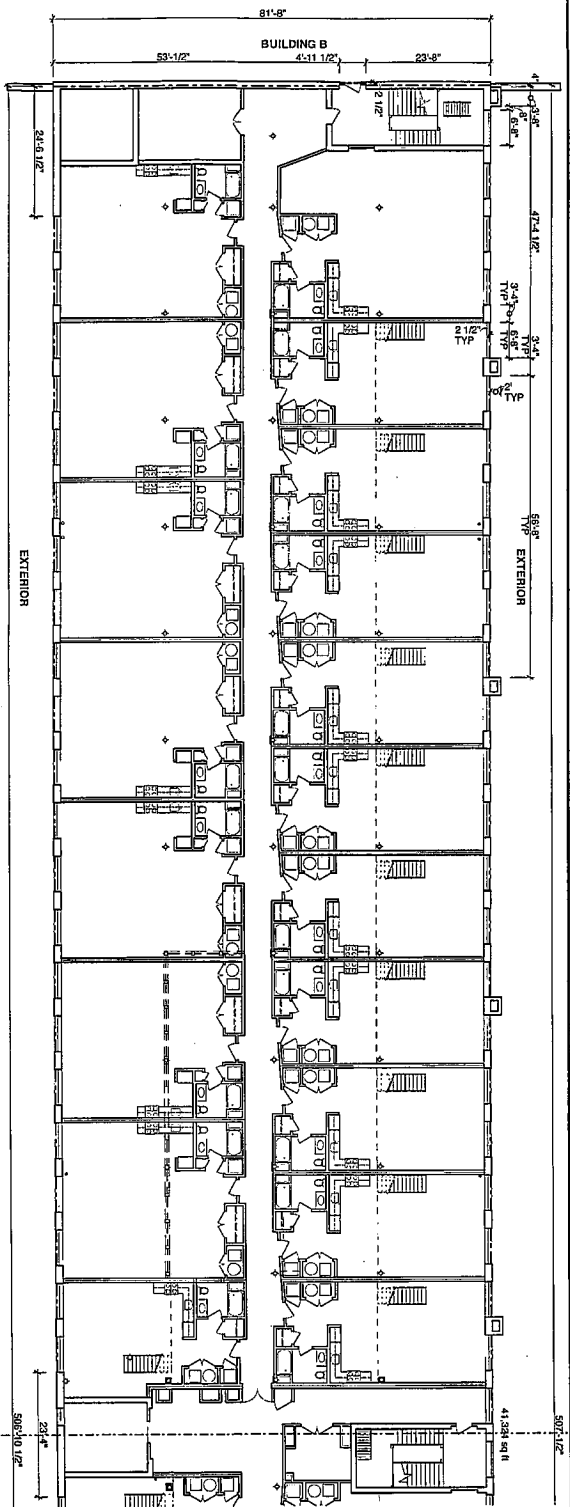 81'-8"
BUILDING B
53'-1/2"
4'-11 1/2"
23'-8"
4"
3'-8"
8"
6'-8"
2 1/2"
24'-6 1/2"
47'-4 1/2"
3'-4"
TYP
6'-8"
TYP
3'-4"
TYP
2 1/2"
TYP
2'
TYP
56'-8"
TYP
EXTERIOR
EXTERIOR
41,324 sq ft
23'-4"
506'-10 1/2"
507'-1/2"